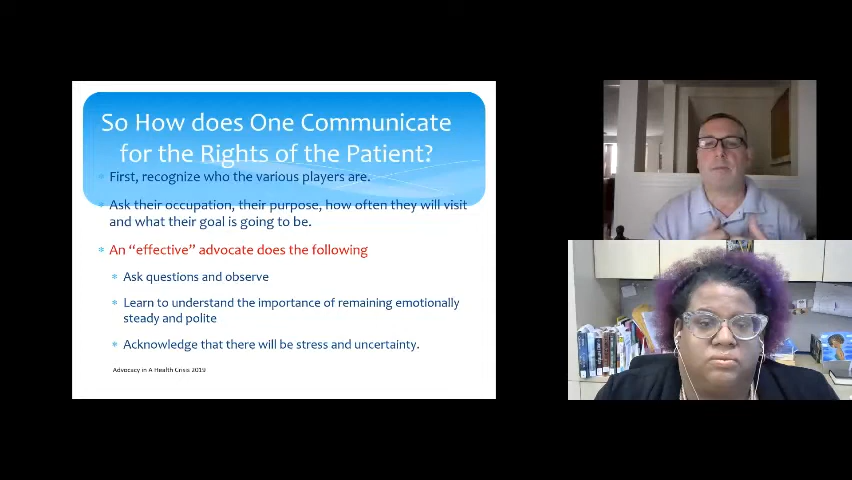 So How does One Communicate
for the Rights of the Patient?
First, recognize who the various players are.
Ask their occupation, their purpose, how often they will visit
and what their goal is going to be.
An “effective” advocate does the following
Ask questions and observe
Learn to understand the importance of remaining emotionally
steady and polite
Acknowledge that there will be stress and uncertainty.
Advocacy in A Health Crisis 2019